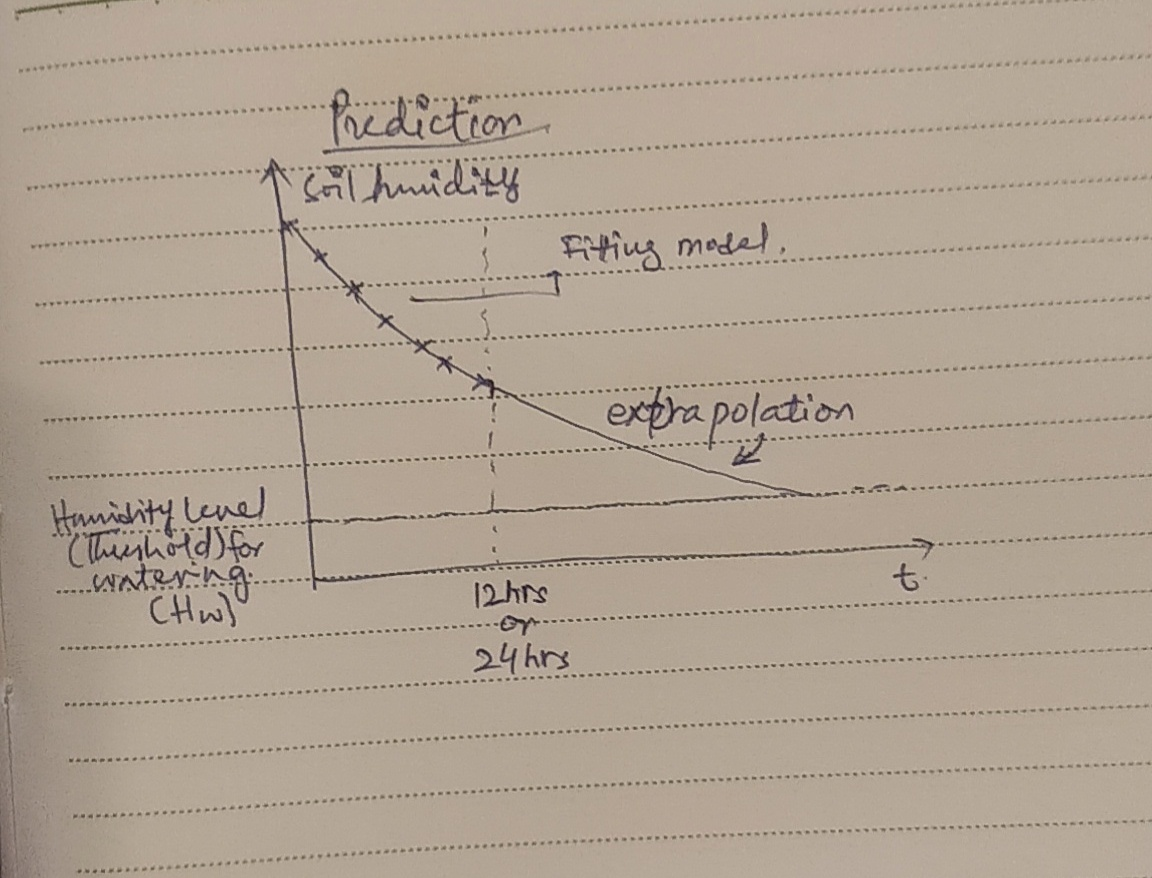 Prediction
Soil humidity
Fitting model.
extrapolation
Humidity level
(Threshold) for
watering.
(Hw)
t.
12hrs
or
24hrs